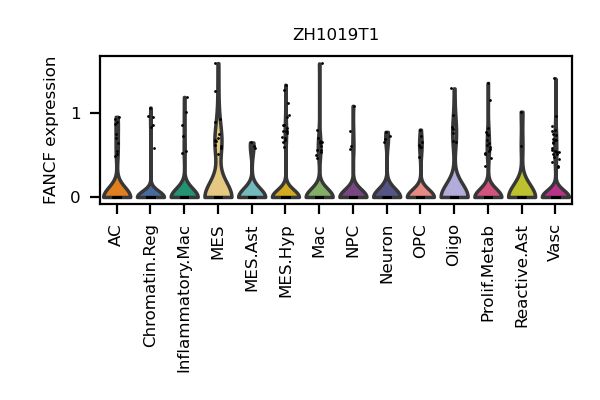 ZH1019T1
FANCF expression
1
0
AC
Chromatin.Reg
Inflammatory.Mac
MES
MES.Ast
MES.Hyp
Mac
NPC
Neuron
OPC
Oligo
Prolif.Metab
Reactive.Ast
Vasc